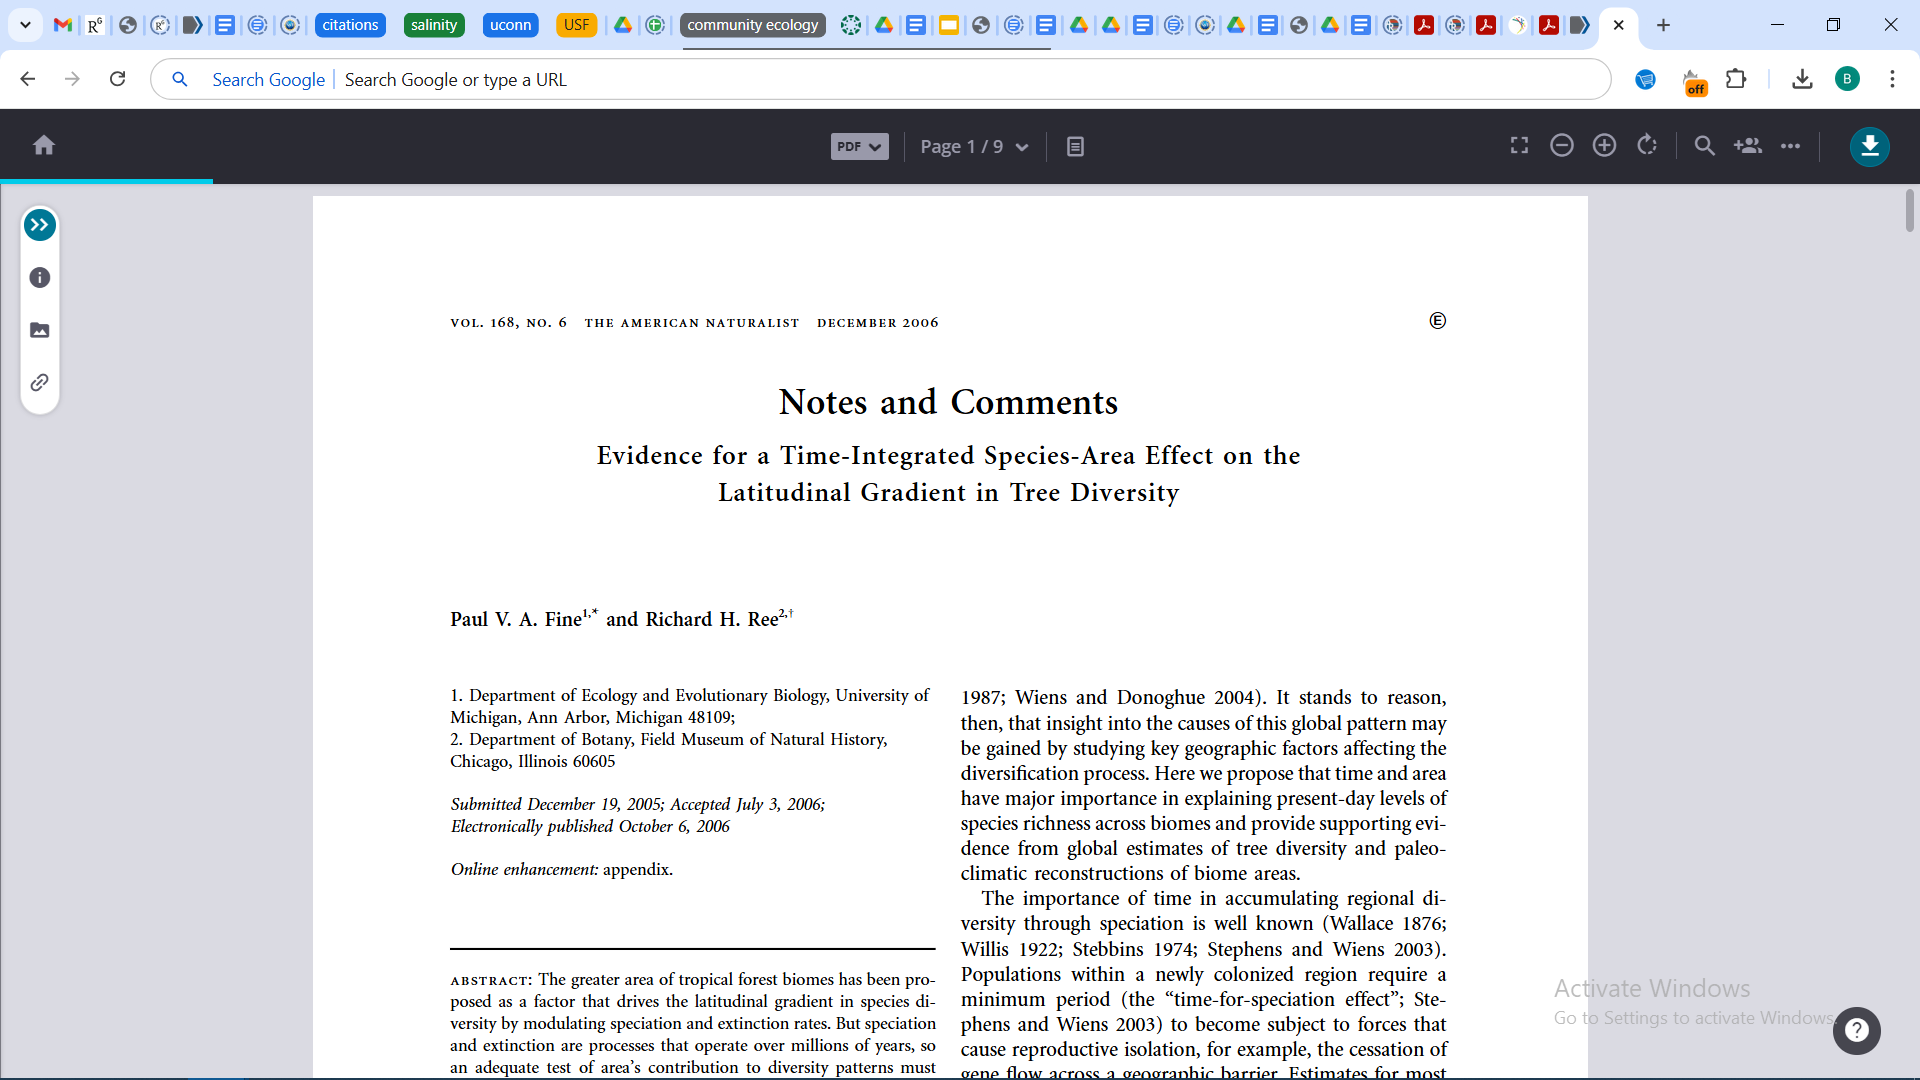 citations
salinity
uconn
USF
community ecology
Search Google
Search Google or type a URL
off
B
PDF
Page 1 / 9
VOL. 168, NO. 6 THE AMERICAN NATURALIST DECEMBER 2006
E
Notes and Comments
Evidence for a Time-Integrated Species-Area Effect on the
Latitudinal Gradient in Tree Diversity
Paul V. A. Fine1,* and Richard H. Ree2,†
1. Department of Ecology and Evolutionary Biology, University of
Michigan, Ann Arbor, Michigan 48109;
2. Department of Botany, Field Museum of Natural History,
Chicago, Illinois 60605
Submitted December 19, 2005; Accepted July 3, 2006;
Electronically published October 6, 2006
Online enhancement: appendix.
ABSTRACT: The greater area of tropical forest biomes has been pro-
posed as a factor that drives the latitudinal gradient in species di-
versity by modulating speciation and extinction rates. But speciation
and extinction are processes that operate over millions of years, so
an adequate test of area's contribution to diversity patterns must
1987; Wiens and Donoghue 2004). It stands to reason,
then, that insight into the causes of this global pattern may
be gained by studying key geographic factors affecting the
diversification process. Here we propose that time and area
have major importance in explaining present-day levels of
species richness across biomes and provide supporting evi-
dence from global estimates of tree diversity and paleo-
climatic reconstructions of biome areas.
The importance of time in accumulating regional di-
versity through speciation is well known (Wallace 1876;
Willis 1922; Stebbins 1974; Stephens and Wiens 2003).
Populations within a newly colonized region require a
minimum period (the “time-for-speciation effect”; Ste-
phens and Wiens 2003) to become subject to forces that
cause reproductive isolation, for example, the cessation of
gene flow across a geographic barrier. Estimates for most
Activate Windows
Go to Settings to activate Windows.